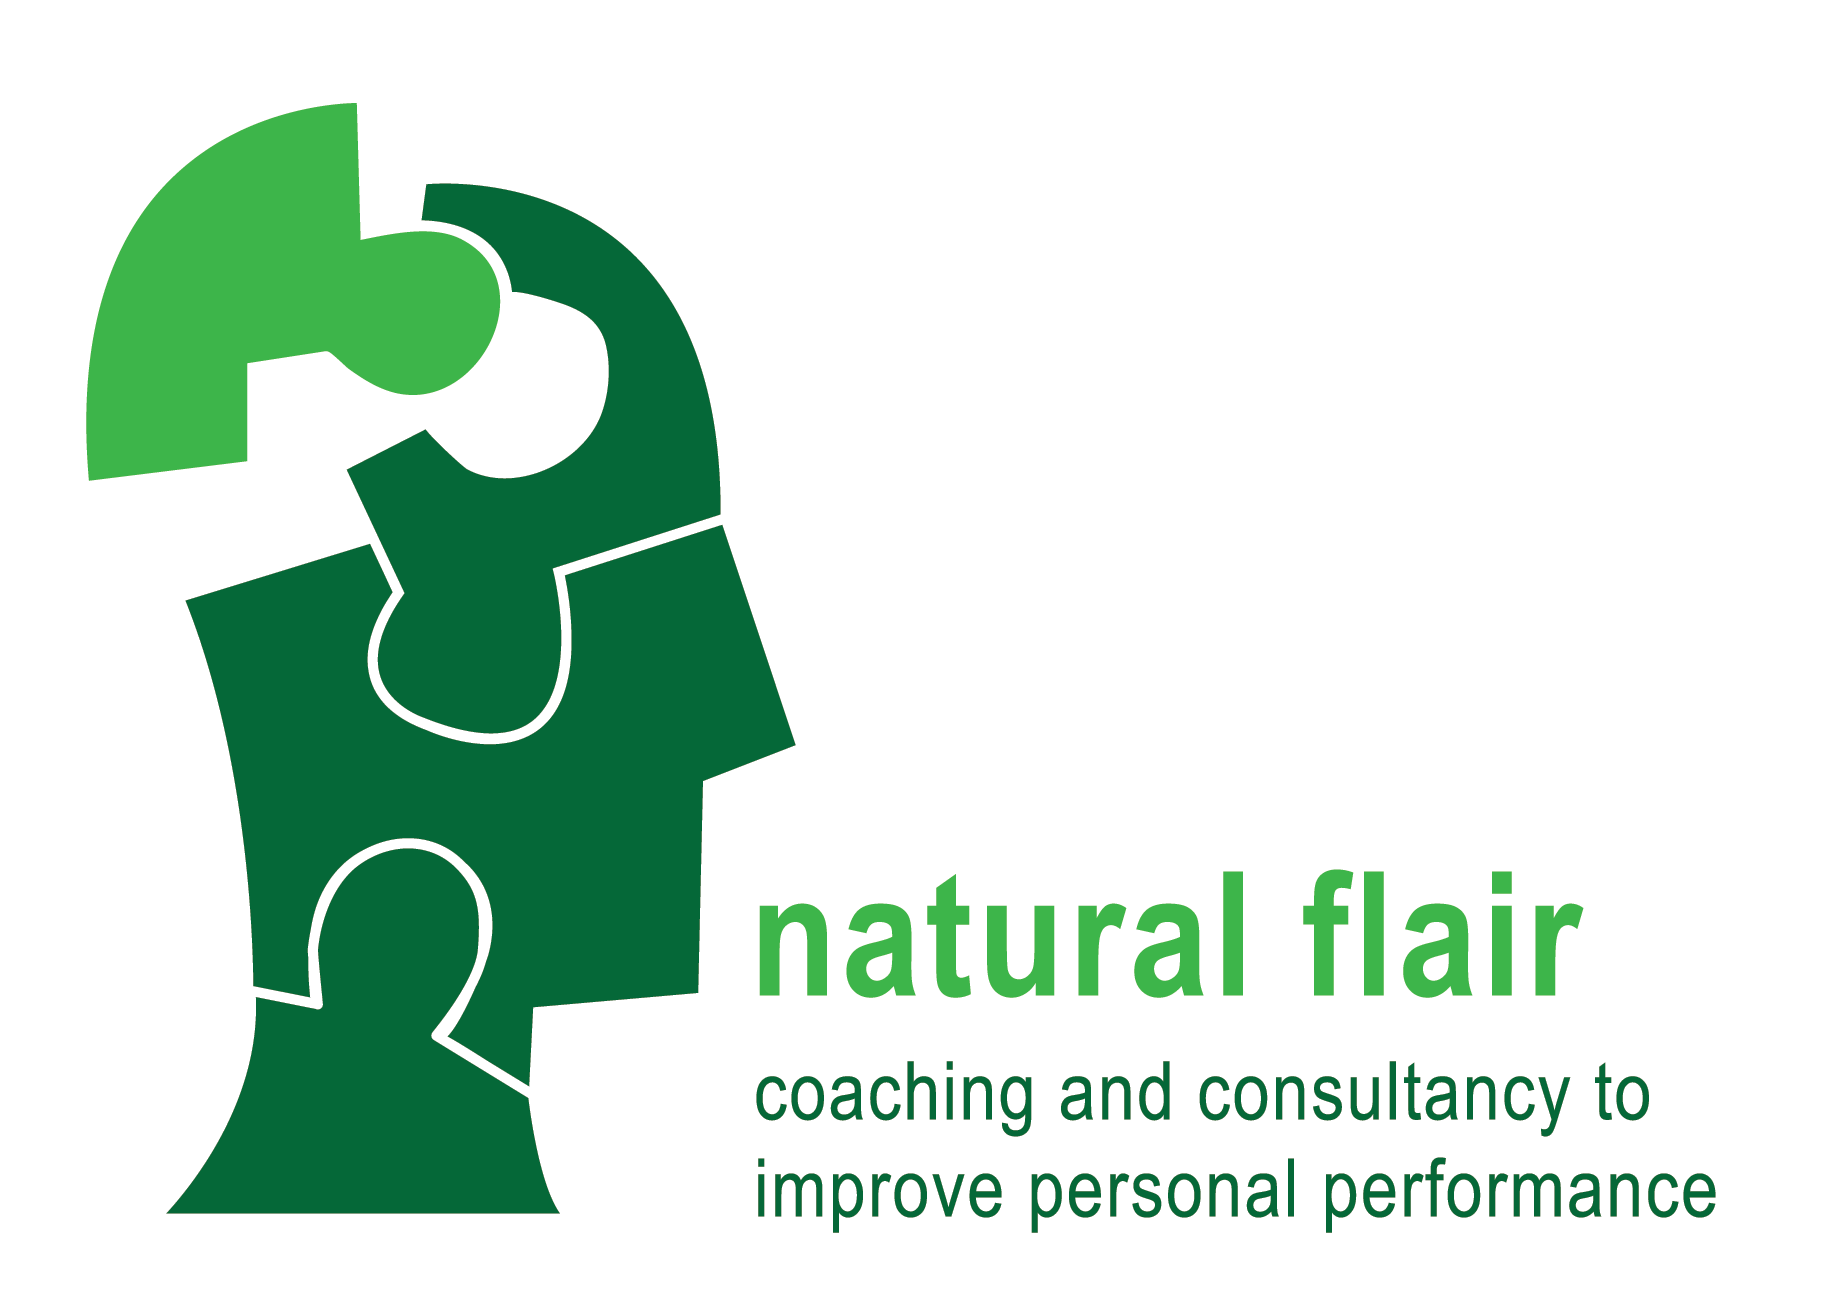 natural flair
coaching and consultancy to
improve personal performance